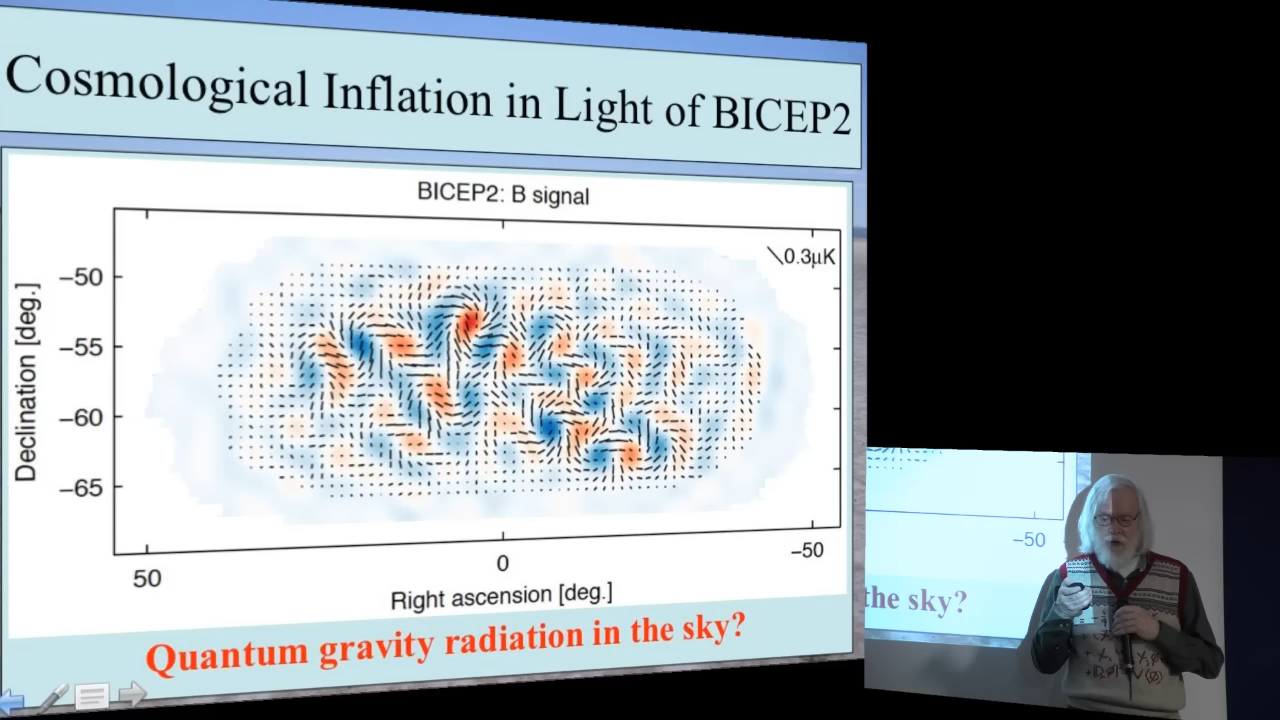 Cosmological Inflation in Light of BICEP2
BICEP2: B signal
0.3μK
−50
−55
−60
−65
Declination [deg.]
50
0
−50
Right ascension [deg.]
Quantum gravity radiation in the sky?
−50
the sky?